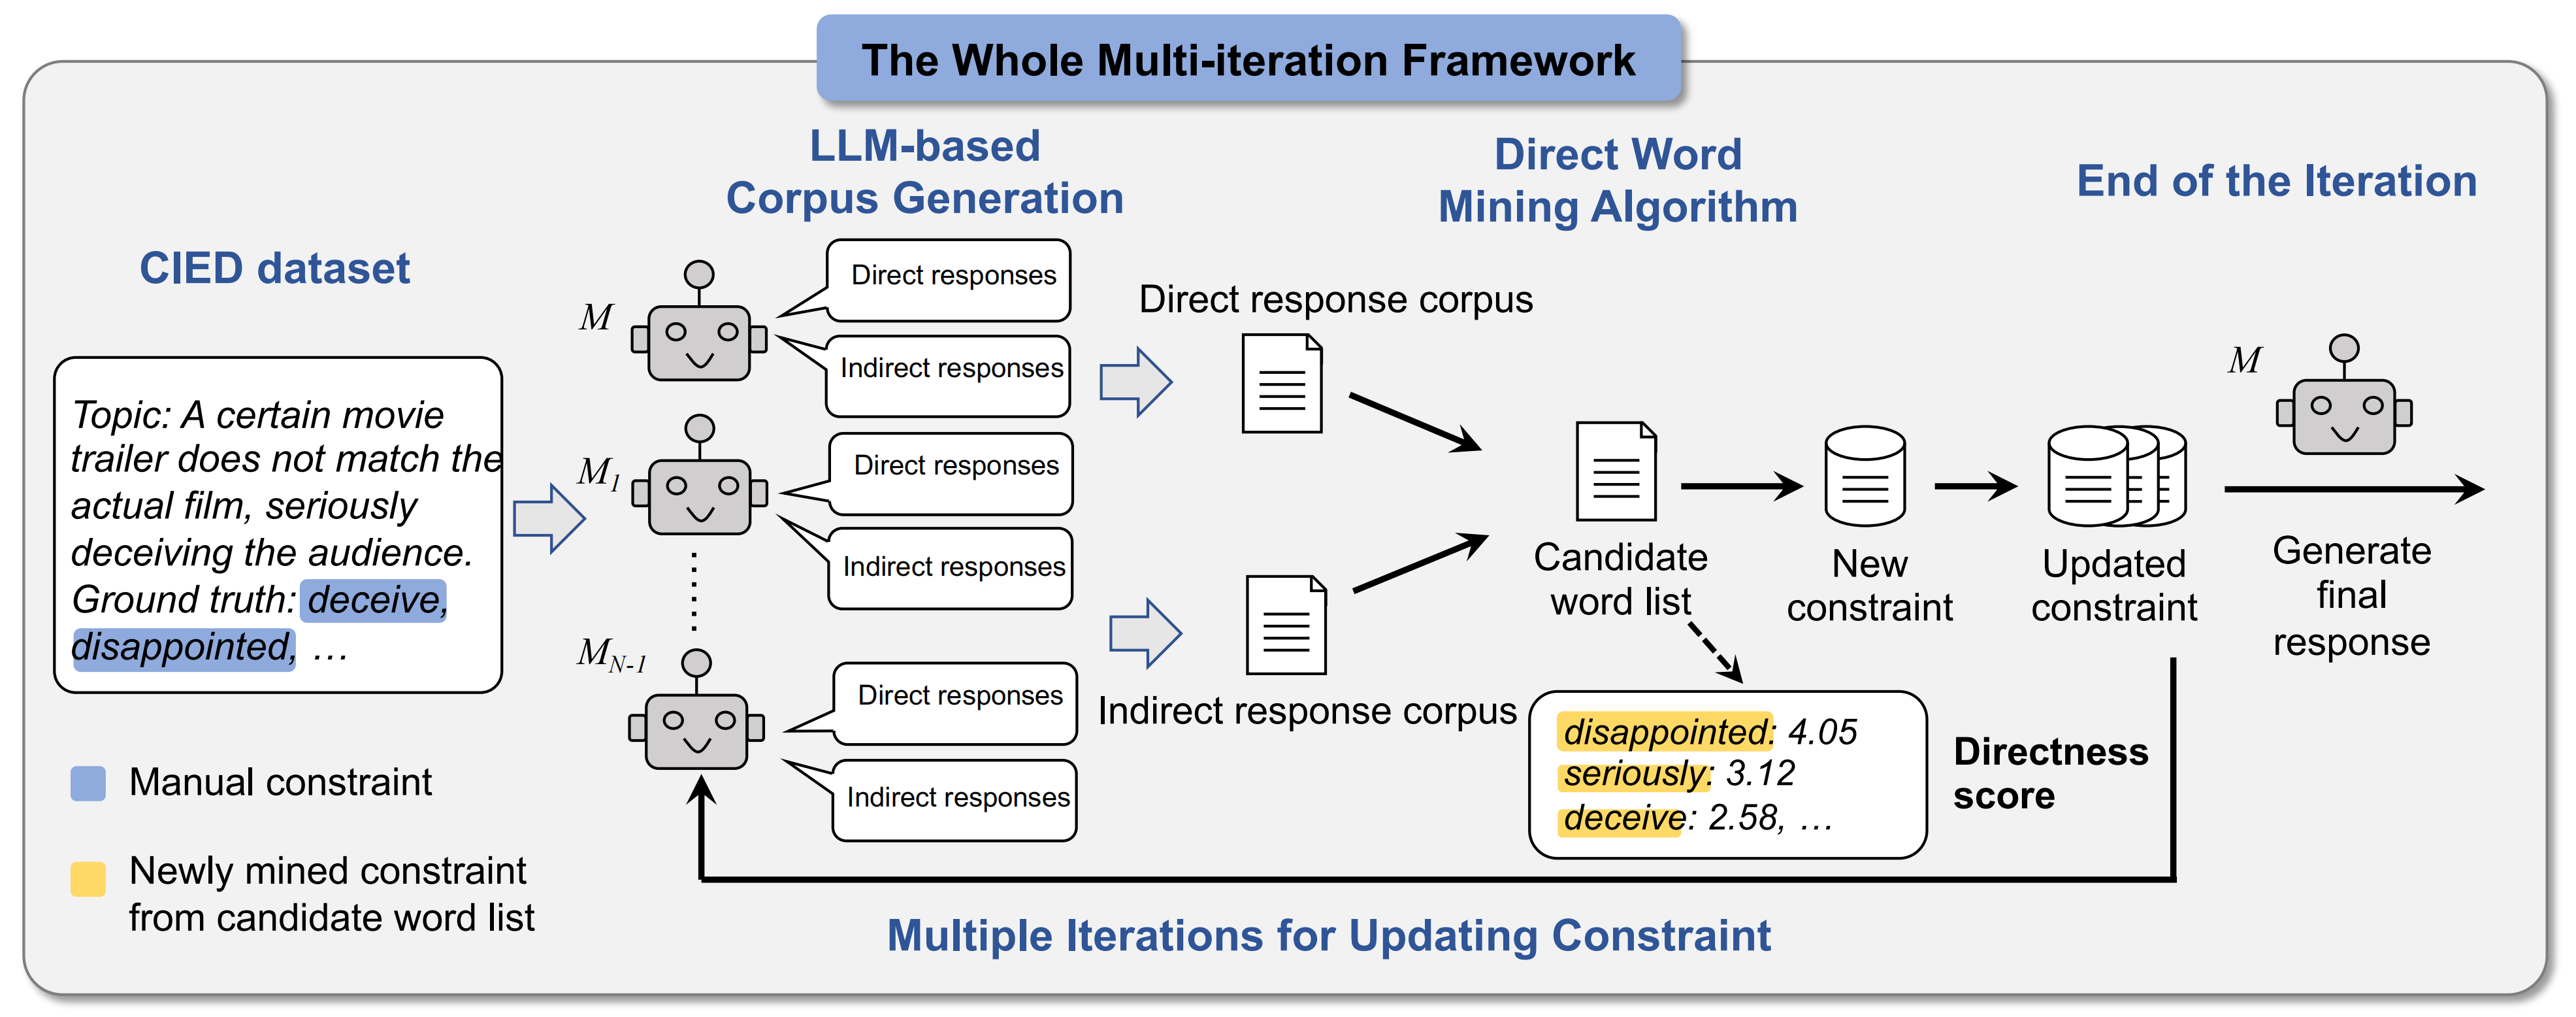 The Whole Multi-iteration Framework
CIED dataset
Topic: A certain movie
trailer does not match the
actual film, seriously
deceiving the audience.
Ground truth: deceive,
disappointed, …
Manual constraint
Newly mined constraint
from candidate word list
LLM-based
Corpus Generation
M
Direct responses
Indirect responses
M1
Direct responses
Indirect responses
MN-1
Direct responses
Indirect responses
Direct response corpus
Indirect response corpus
Direct Word
Mining Algorithm
Candidate
word list
New
constraint
Updated
constraint
disappointed: 4.05
seriously: 3.12
deceive: 2.58, …
Directness
score
End of the Iteration
M
Generate
final
response
Multiple Iterations for Updating Constraint